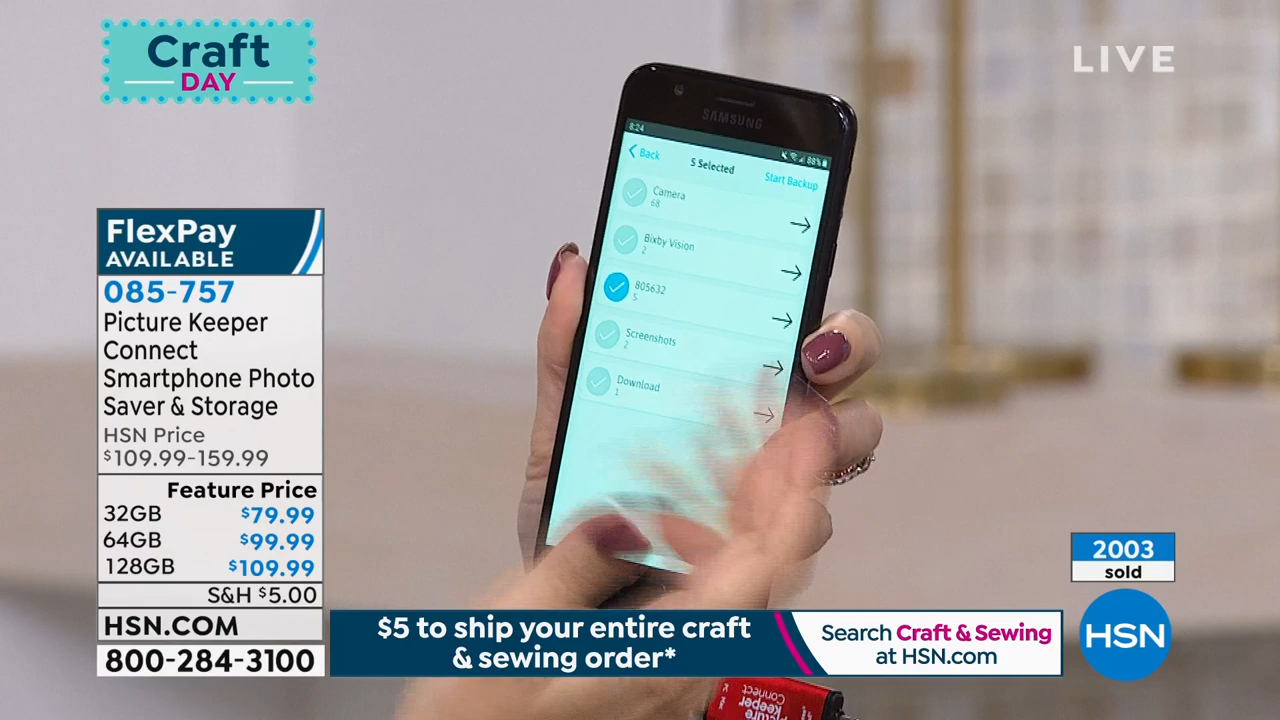 Craft
DAY
LIVE
SAMSUNG
8:24
88%
Back
5 Selected
Start Backup
Camera
68
Bixby Vision
2
805632
5
Screenshots
2
Download
1
FlexPay
AVAILABLE
085-757
Picture Keeper
Connect
Smartphone Photo
Saver & Storage
HSN Price
$109.99-159.99
Feature Price
32GB $79.99
64GB $99.99
128GB $109.99
S&H $5.00
HSN.COM
800-284-3100
$5 to ship your entire craft
& sewing order*
Search Craft & Sewing
at HSN.com
2003
sold
HSN
Picture
Keeper
Connect